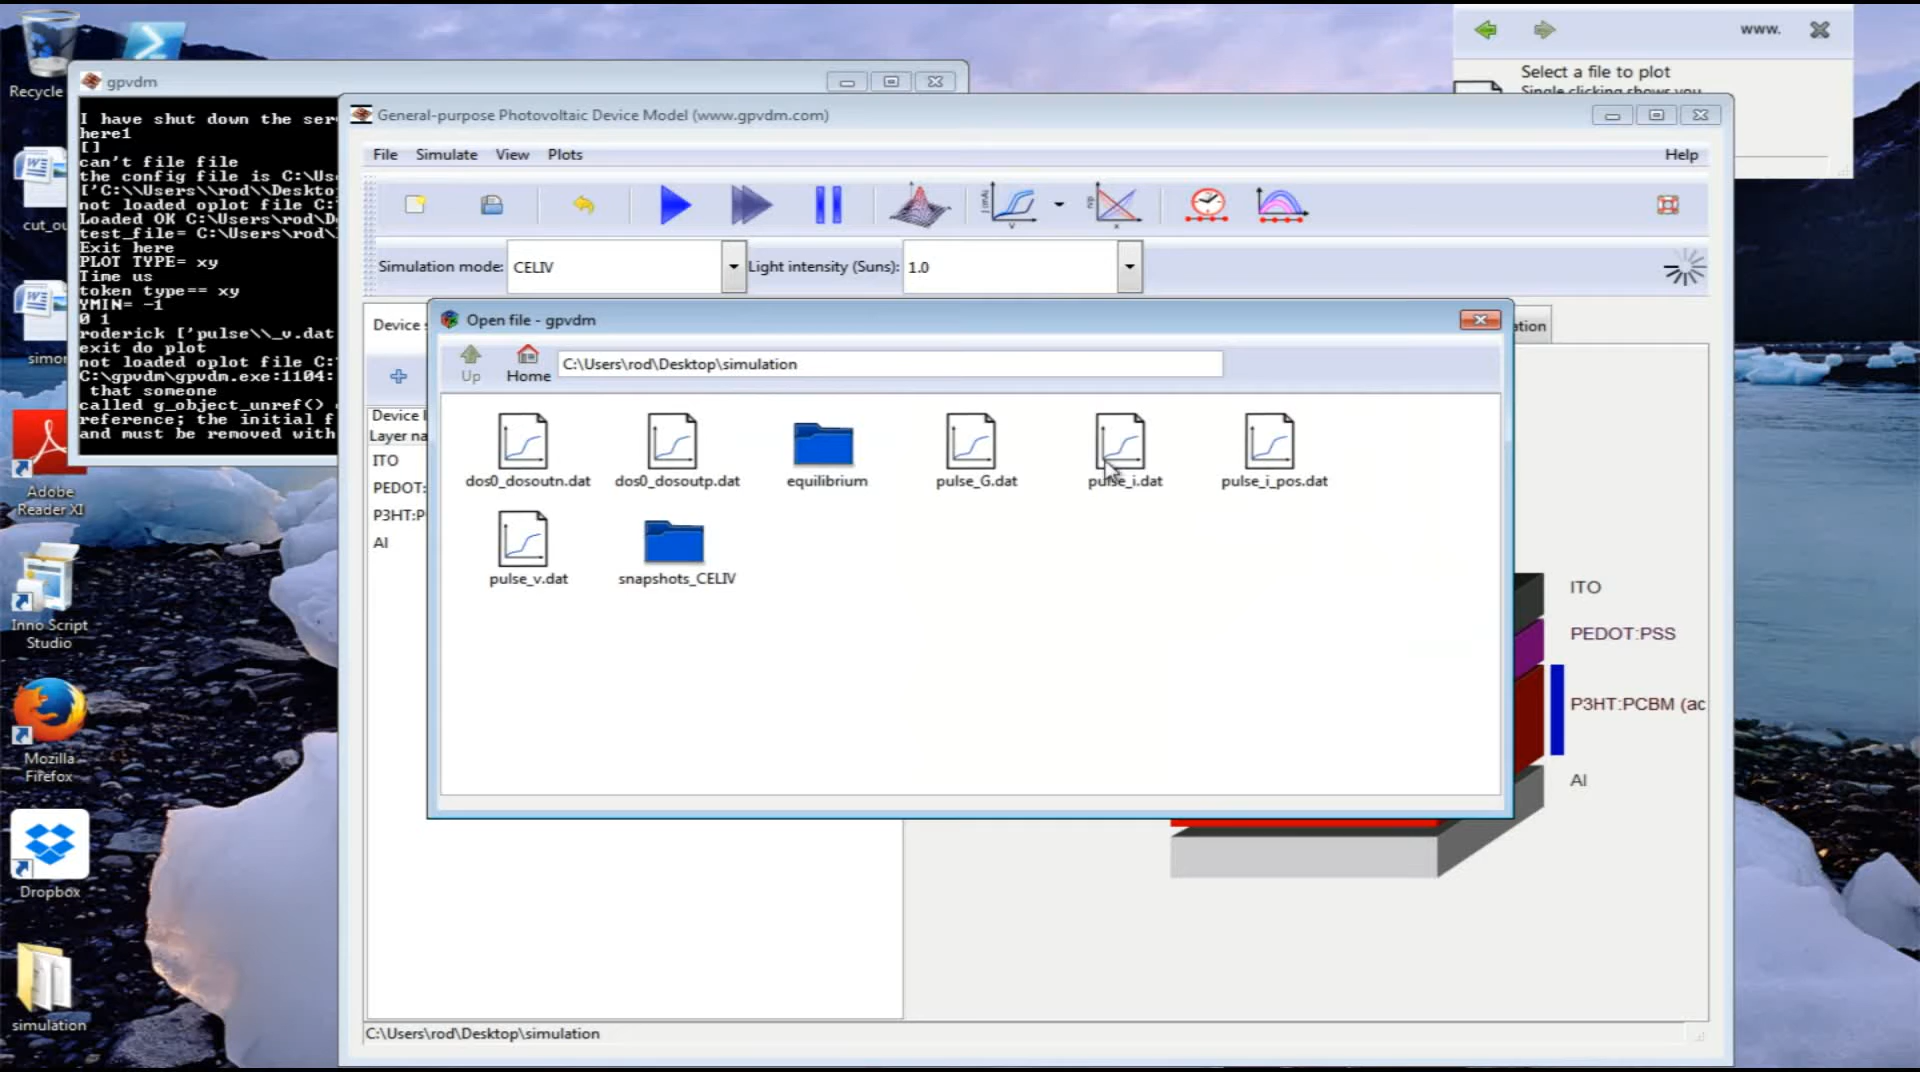 Recycle
cut_ou
simon
Adobe
Reader XI
Inno Script
Studio
Mozilla
Firefox
Dropbox
simulation
gpvdm
I have shut down the ser
here1
[]
can't file file
the config file is C:\Use
['C:\\Users\\rod\\Desktop
not loaded oplot file C:
Loaded OK C:\Users\rod\D
test_file= C:\Users\rod\
Exit here
PLOT TYPE= xy
Time us
token type== xy
YMIN= -1
0 1
roderick ['pulse\\_v.dat
exit do plot
not loaded oplot file C:
C:\gpvdm\gpvdm.exe:1104:
that someone
called g_object_unref()
reference; the initial f
and must be removed with
www.
Select a file to plot
Single clicking shows you
General-purpose Photovoltaic Device Model (www.gpvdm.com)
File Simulate View Plots Help
Simulation mode: CELIV Light intensity (Suns): 1.0
Device
Device l
Layer na
ITO
PEDOT:
P3HT:P
Al
Open file - gpvdm
Up Home C:\Users\rod\Desktop\simulation
dos0_dosoutn.dat dos0_dosoutp.dat equilibrium pulse_G.dat pulse_i.dat pulse_i_pos.dat
pulse_v.dat snapshots_CELIV
ation
ITO
PEDOT:PSS
P3HT:PCBM (ac
Al
C:\Users\rod\Desktop\simulation